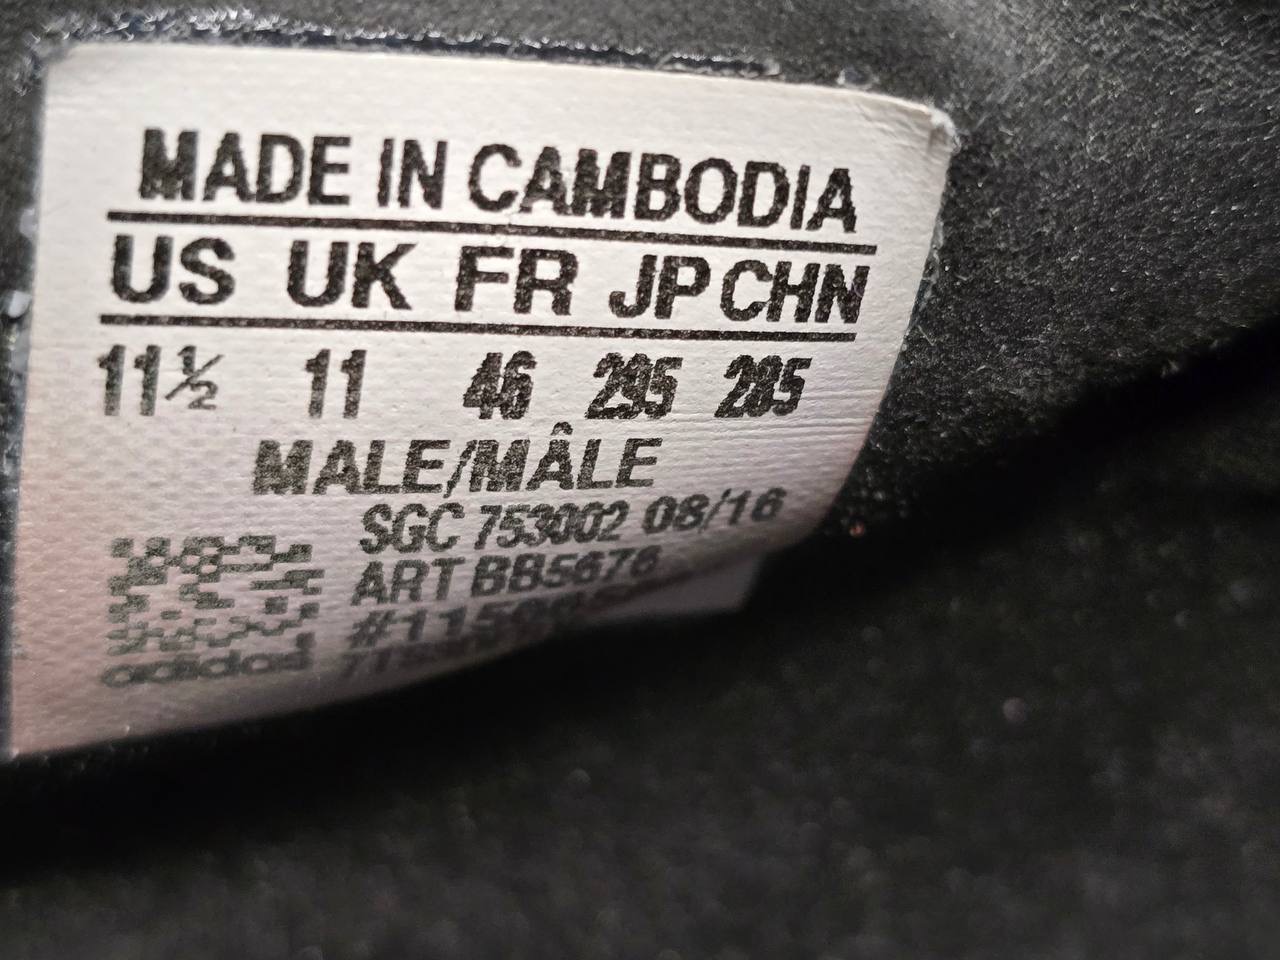 MADE IN CAMBODIA
US UK FR JP CHN
11½ 11 46 295 285
MALE/MÂLE
SGC 753002 08/16
ART BB5676
adidas